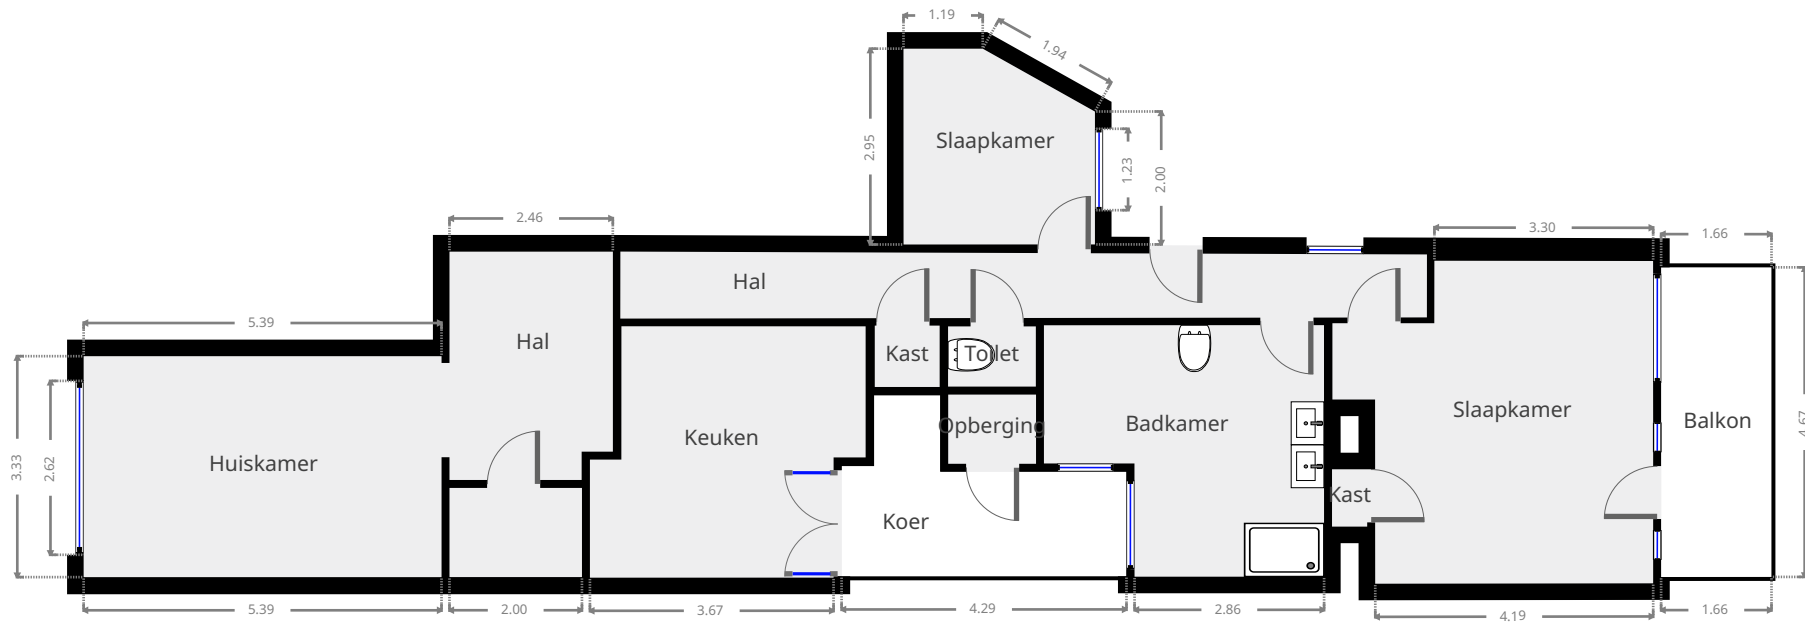 1.19
1.94
2.95
Slaapkamer
1.23
2.00
2.46
3.30
1.66
Hal
5.39
Hal
Kast
Toilet
Opberging
Badkamer
Slaapkamer
Balkon
4.67
Keuken
Huiskamer
3.33
2.62
Kast
Koer
5.39
2.00
3.67
4.29
2.86
4.19
1.66